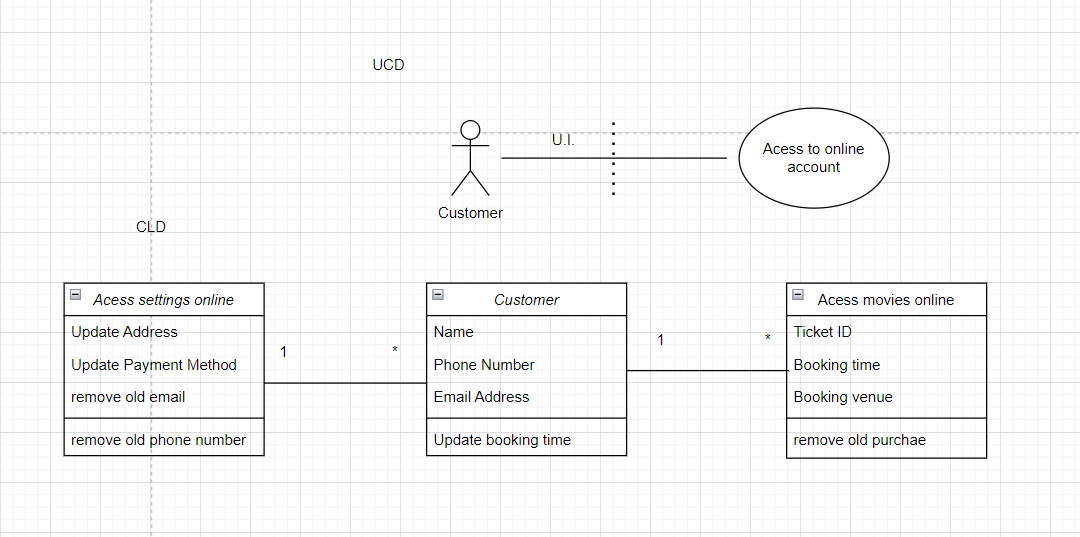 UCD
U.I.
Acess to online
account
Customer
CLD
Acess settings online
Update Address
Update Payment Method
remove old email
remove old phone number
1
*
Customer
Name
Phone Number
Email Address
Update booking time
1
*
Acess movies online
Ticket ID
Booking time
Booking venue
remove old purchae